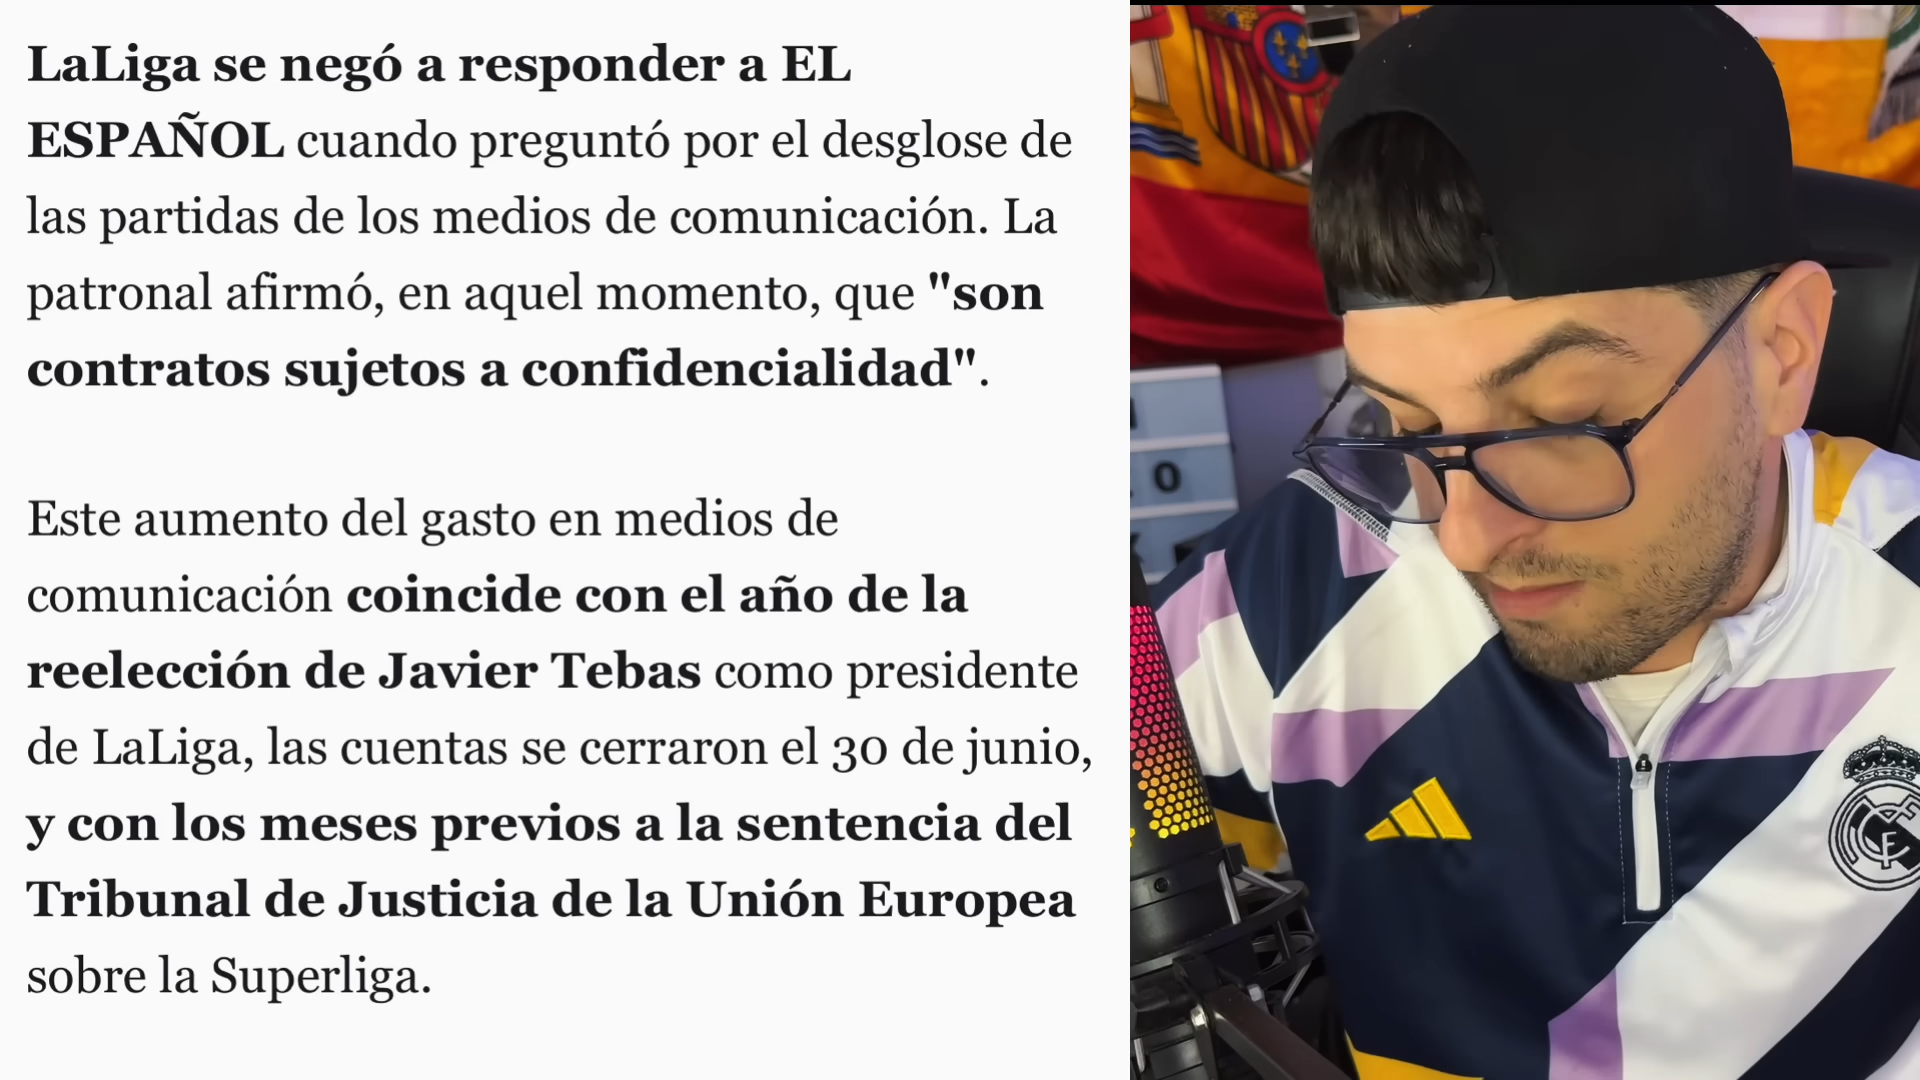 LaLiga se negó a responder a EL
ESPAÑOL cuando preguntó por el desglose de
las partidas de los medios de comunicación. La
patronal afirmó, en aquel momento, que "son
contratos sujetos a confidencialidad".
Este aumento del gasto en medios de
comunicación coincide con el año de la
reelección de Javier Tebas como presidente
de LaLiga, las cuentas se cerraron el 30 de junio,
y con los meses previos a la sentencia del
Tribunal de Justicia de la Unión Europea
sobre la Superliga.
0